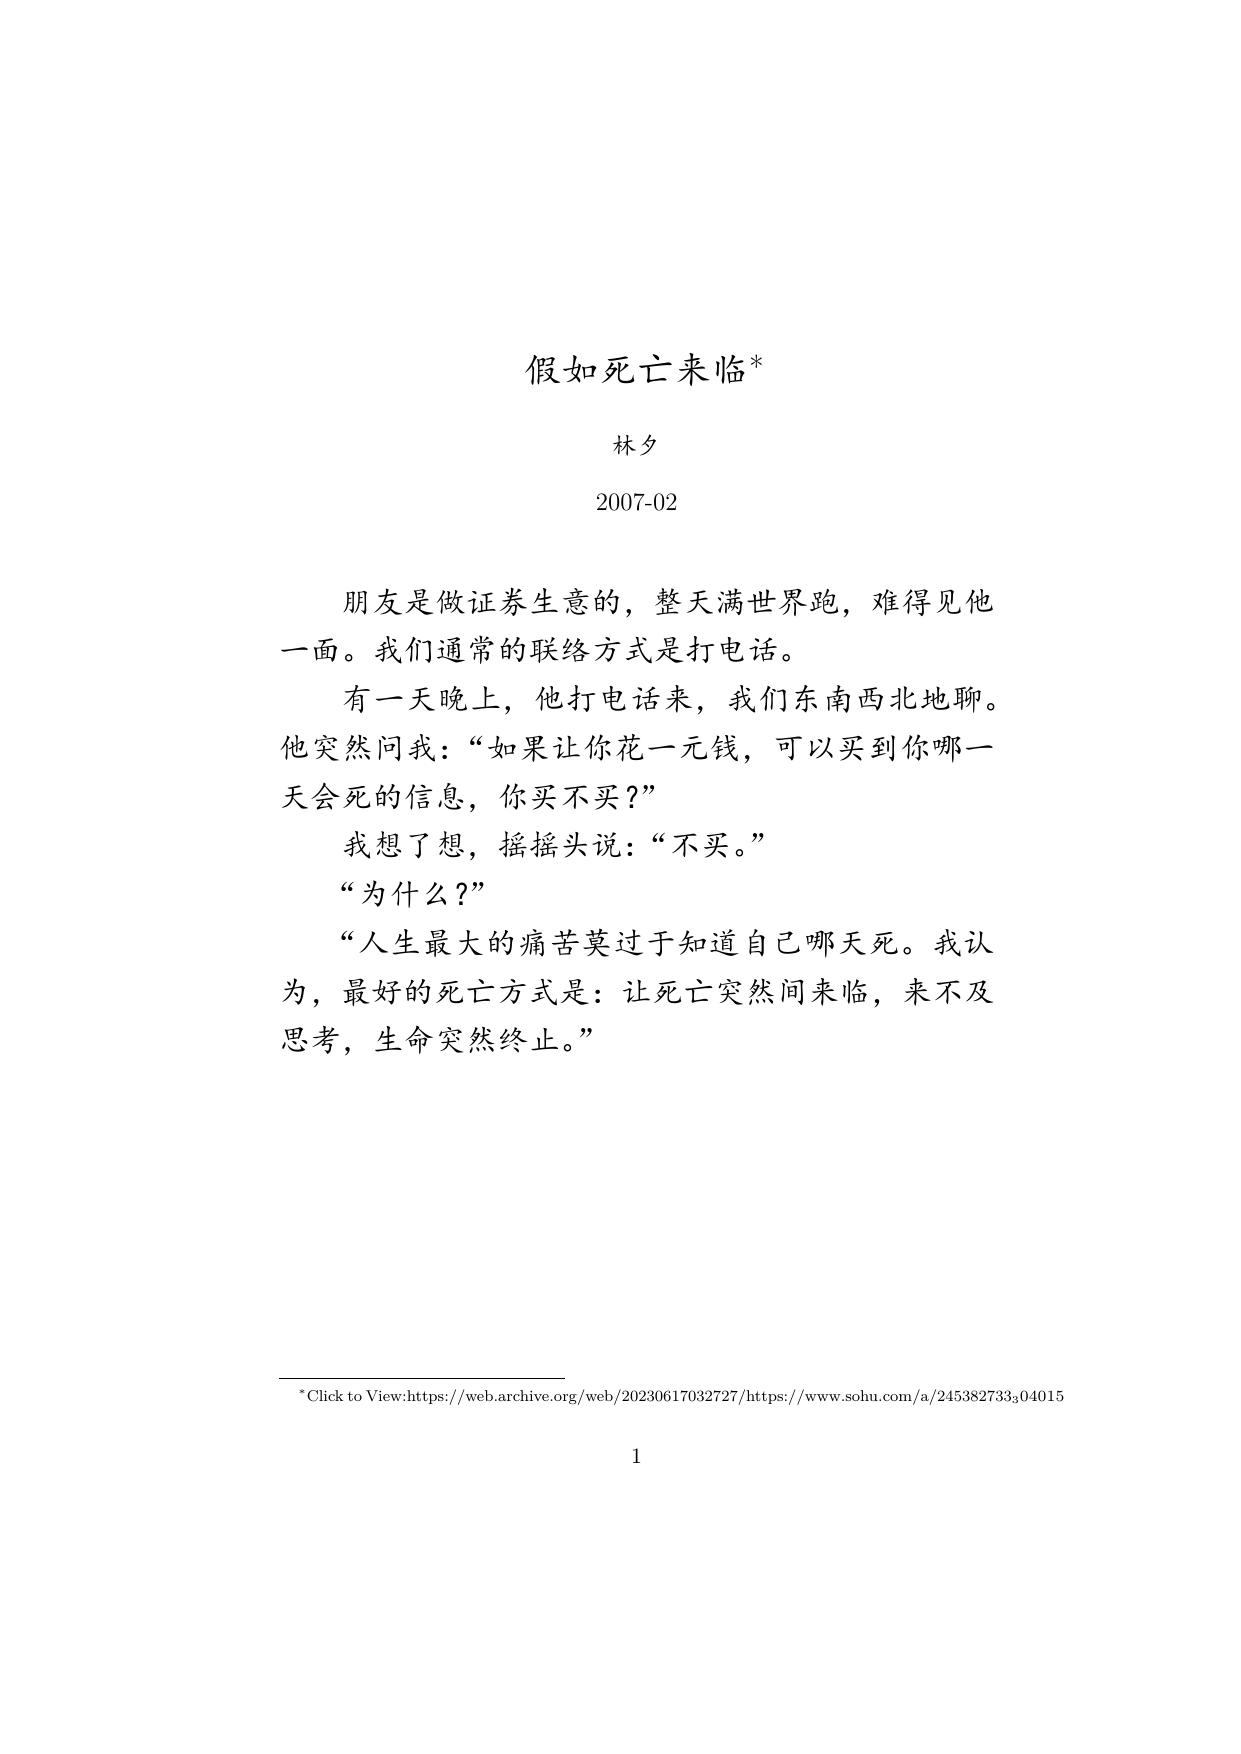 假如死亡来临*
林夕
2007-02
朋友是做证券生意的，整天满世界跑，难得见他
一面。我们通常的联络方式是打电话。
有一天晚上，他打电话来，我们东南西北地聊。
他突然问我：“如果让你花一元钱，可以买到你哪一
天会死的信息，你买不买？”
我想了想，摇摇头说：“不买。”
“为什么？”
“人生最大的痛苦莫过于知道自己哪天死。我认
为，最好的死亡方式是：让死亡突然间来临，来不及
思考，生命突然终止。”
*Click to View:https://web.archive.org/web/20230617032727/https://www.sohu.com/a/245382733₃04015
1